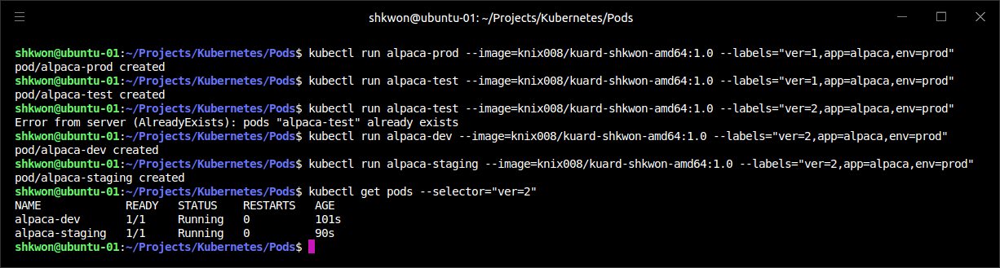 shkwon@ubuntu-01: ~/Projects/Kubernetes/Pods
shkwon@ubuntu-01:~/Projects/Kubernetes/Pods$ kubectl run alpaca-prod --image=knix008/kuard-shkwon-amd64:1.0 --labels="ver=1,app=alpaca,env=prod"
pod/alpaca-prod created
shkwon@ubuntu-01:~/Projects/Kubernetes/Pods$ kubectl run alpaca-test --image=knix008/kuard-shkwon-amd64:1.0 --labels="ver=1,app=alpaca,env=prod"
pod/alpaca-test created
shkwon@ubuntu-01:~/Projects/Kubernetes/Pods$ kubectl run alpaca-test --image=knix008/kuard-shkwon-amd64:1.0 --labels="ver=2,app=alpaca,env=prod"
Error from server (AlreadyExists): pods "alpaca-test" already exists
shkwon@ubuntu-01:~/Projects/Kubernetes/Pods$ kubectl run alpaca-dev --image=knix008/kuard-shkwon-amd64:1.0 --labels="ver=2,app=alpaca,env=prod"
pod/alpaca-dev created
shkwon@ubuntu-01:~/Projects/Kubernetes/Pods$ kubectl run alpaca-staging --image=knix008/kuard-shkwon-amd64:1.0 --labels="ver=2,app=alpaca,env=prod"
pod/alpaca-staging created
shkwon@ubuntu-01:~/Projects/Kubernetes/Pods$ kubectl get pods --selector="ver=2"
NAME             READY   STATUS    RESTARTS   AGE
alpaca-dev       1/1     Running   0          101s
alpaca-staging   1/1     Running   0          90s
shkwon@ubuntu-01:~/Projects/Kubernetes/Pods$